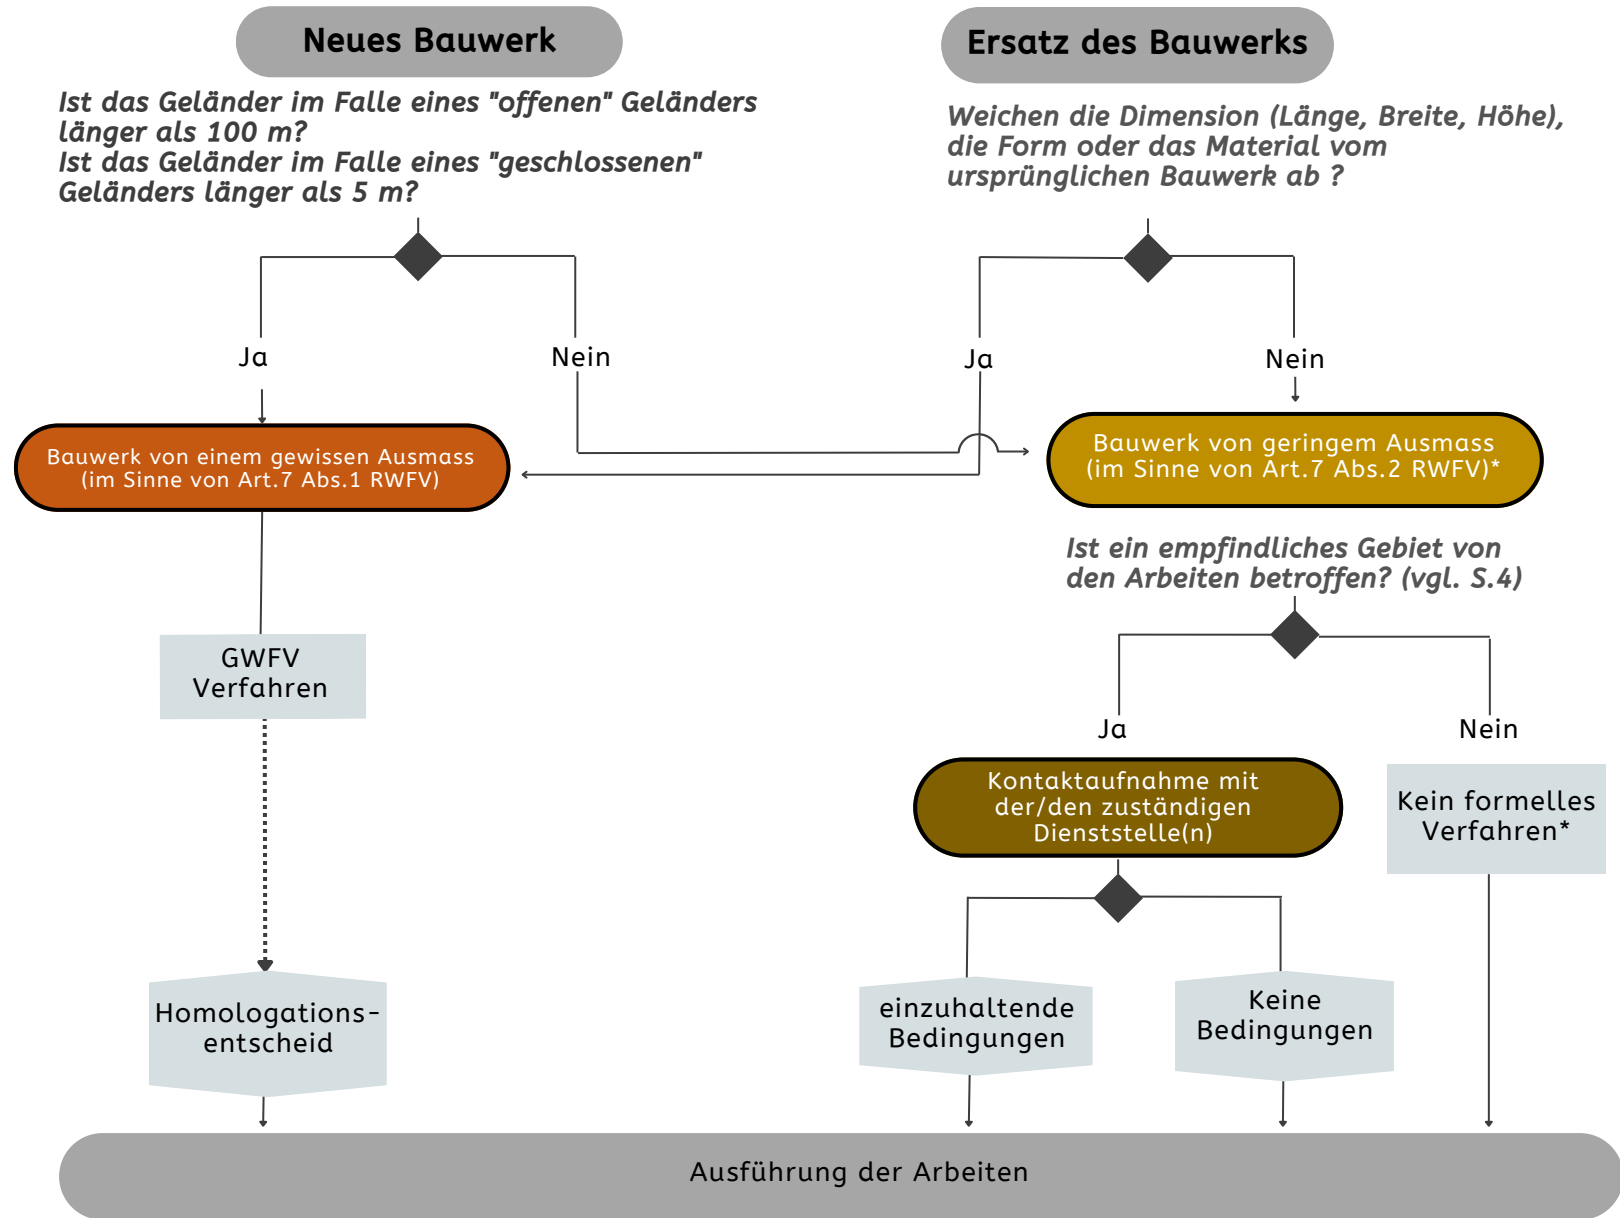 Neues Bauwerk
Ist das Geländer im Falle eines "offenen" Geländers
länger als 100 m?
Ist das Geländer im Falle eines "geschlossenen"
Geländers länger als 5 m?
Ja
Nein
Bauwerk von einem gewissen Ausmass
(im Sinne von Art.7 Abs.1 RWFV)
GWFV
Verfahren
Homologations-
entscheid
Ersatz des Bauwerks
Weichen die Dimension (Länge, Breite, Höhe),
die Form oder das Material vom
ursprünglichen Bauwerk ab ?
Ja
Nein
Bauwerk von geringem Ausmass
(im Sinne von Art.7 Abs.2 RWFV)*
Ist ein empfindliches Gebiet von
den Arbeiten betroffen? (vgl. S.4)
Ja
Nein
Kontaktaufnahme mit
der/den zuständigen
Dienststelle(n)
Kein formelles
Verfahren*
einzuhaltende
Bedingungen
Keine
Bedingungen
Ausführung der Arbeiten